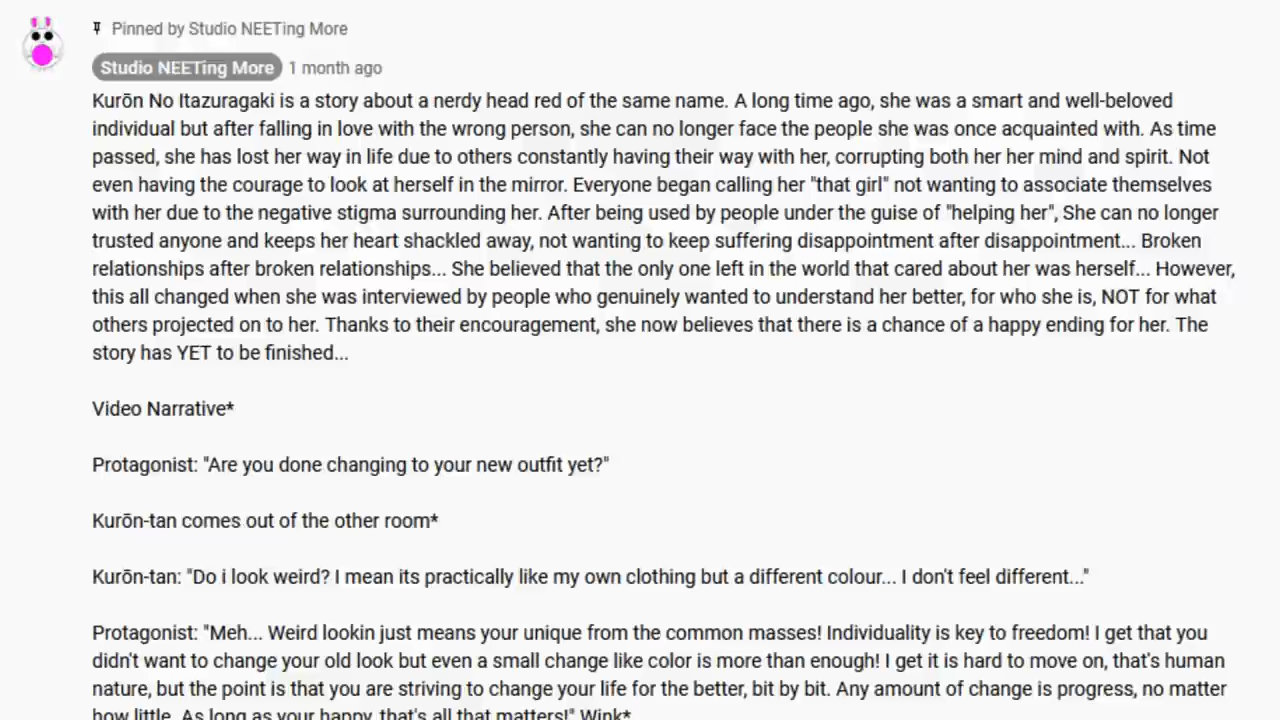 Pinned by Studio NEETing More
Studio NEETing More 1 month ago
Kurōn No Itazuragaki is a story about a nerdy head red of the same name. A long time ago, she was a smart and well-beloved
individual but after falling in love with the wrong person, she can no longer face the people she was once acquainted with. As time
passed, she has lost her way in life due to others constantly having their way with her, corrupting both her her mind and spirit. Not
even having the courage to look at herself in the mirror. Everyone began calling her "that girl" not wanting to associate themselves
with her due to the negative stigma surrounding her. After being used by people under the guise of "helping her", She can no longer
trusted anyone and keeps her heart shackled away, not wanting to keep suffering disappointment after disappointment... Broken
relationships after broken relationships... She believed that the only one left in the world that cared about her was herself... However,
this all changed when she was interviewed by people who genuinely wanted to understand her better, for who she is, NOT for what
others projected on to her. Thanks to their encouragement, she now believes that there is a chance of a happy ending for her. The
story has YET to be finished...
Video Narrative*
Protagonist: "Are you done changing to your new outfit yet?"
Kurōn-tan comes out of the other room*
Kurōn-tan: "Do i look weird? I mean its practically like my own clothing but a different colour... I don't feel different..."
Protagonist: "Meh... Weird lookin just means your unique from the common masses! Individuality is key to freedom! I get that you
didn't want to change your old look but even a small change like color is more than enough! I get it is hard to move on, that's human
nature, but the point is that you are striving to change your life for the better, bit by bit. Any amount of change is progress, no matter
how little. As long as your happy, that's all that matters!" Wink*